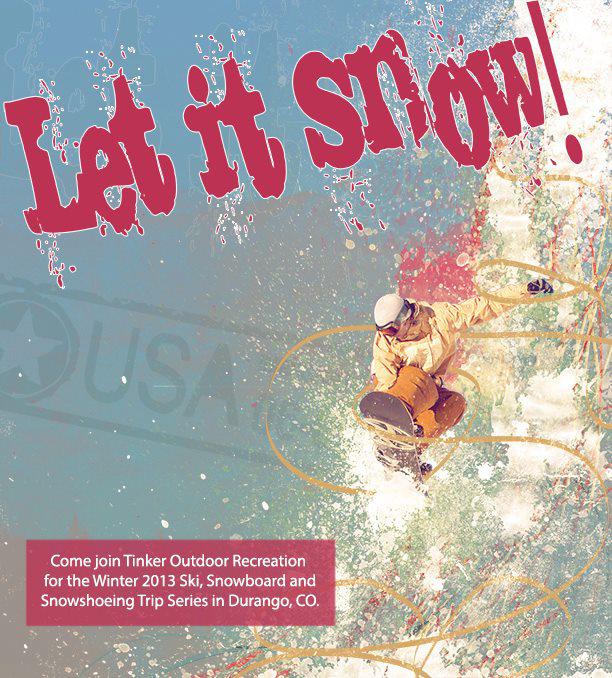 Let it snow!
USA
Come join Tinker Outdoor Recreation
for the Winter 2013 Ski, Snowboard and
Snowshoeing Trip Series in Durango, CO.